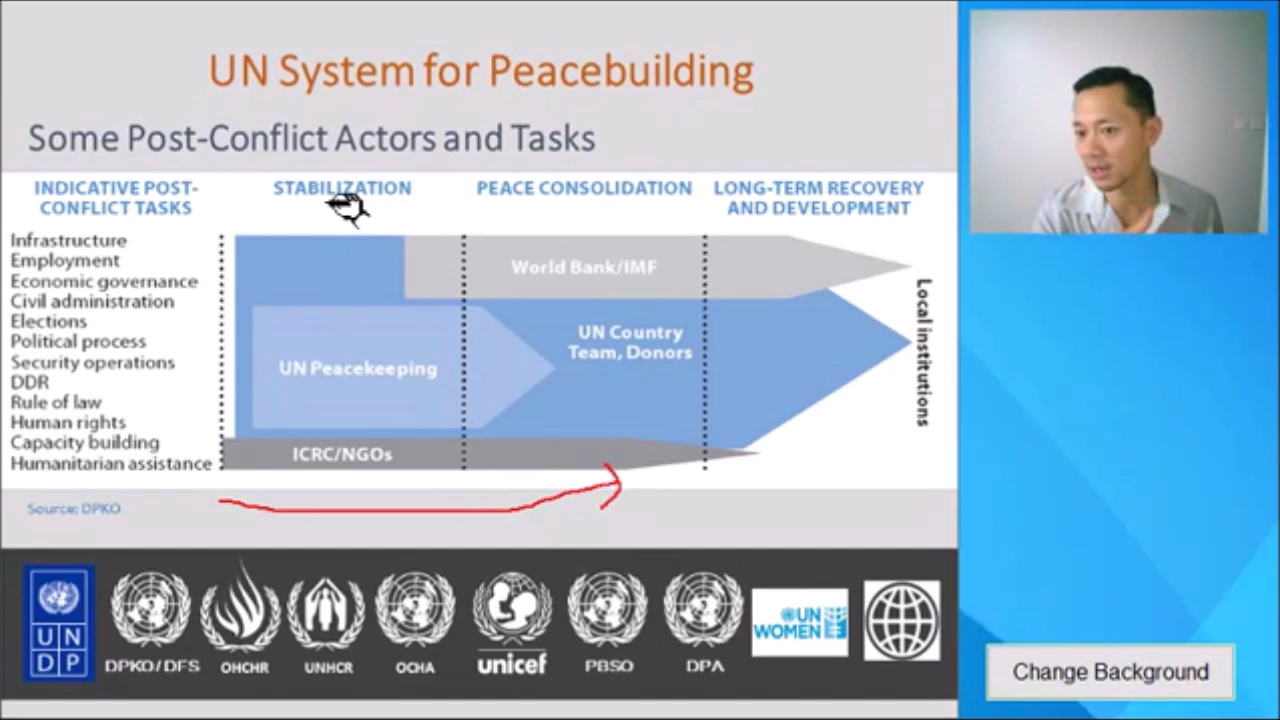 UN System for Peacebuilding
Some Post-Conflict Actors and Tasks
INDICATIVE POST-
CONFLICT TASKS
STABILIZATION
PEACE CONSOLIDATION
LONG-TERM RECOVERY
AND DEVELOPMENT
Infrastructure
Employment
Economic governance
Civil administration
Elections
Political process
Security operations
DDR
Rule of law
Human rights
Capacity building
Humanitarian assistance
World Bank/IMF
UN Country
Team, Donors
UN Peacekeeping
ICRC/NGOs
Local institutions
Source: DPKO
UN
DP
DPKO/DFS
OHCHR
UNHCR
OCHA
unicef
PBSO
DPA
UN
WOMEN
Change Background